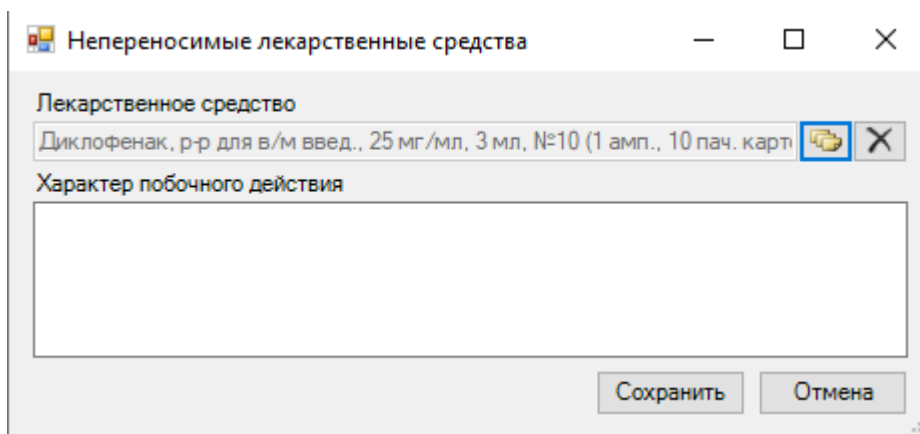 Непереносимые лекарственные средства
Лекарственное средство
Диклофенак, р-р для в/м введ., 25 мг/мл, 3 мл, №10 (1 амп., 10 пач. карт
Характер побочного действия
Сохранить
Отмена